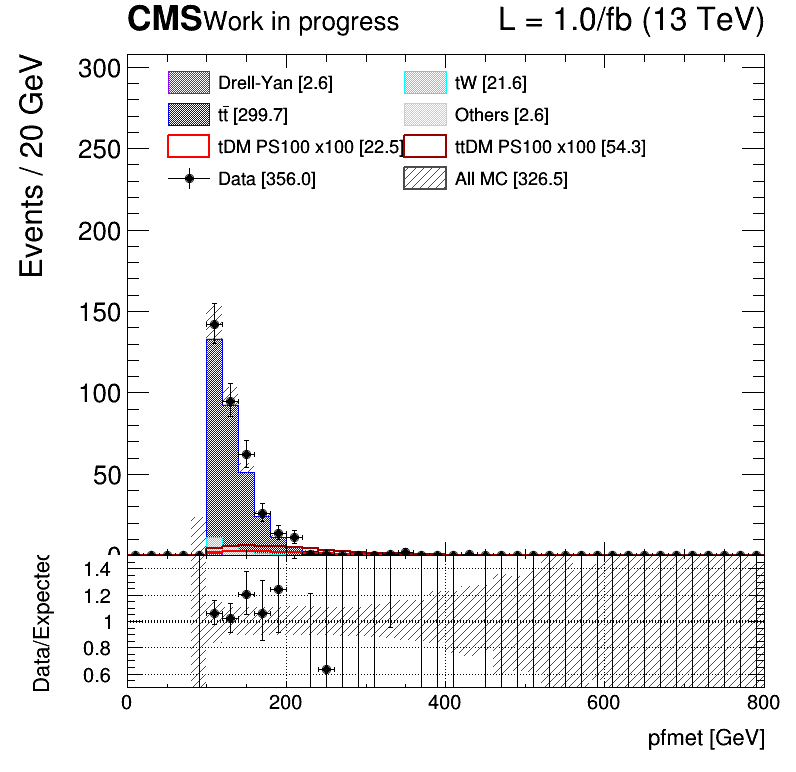 CMS Work in progress L = 1.0/fb (13 TeV)
Events / 20 GeV
300
250
200
150
100
50
0
Drell-Yan [2.6] tW [21.6]
tt̄ [299.7] Others [2.6]
tDM PS100 x100 [22.5] ttDM PS100 x100 [54.3]
Data [356.0] All MC [326.5]
Data/Expected
1.4
1.2
1
0.8
0.6
0 200 400 600 800
pfmet [GeV]